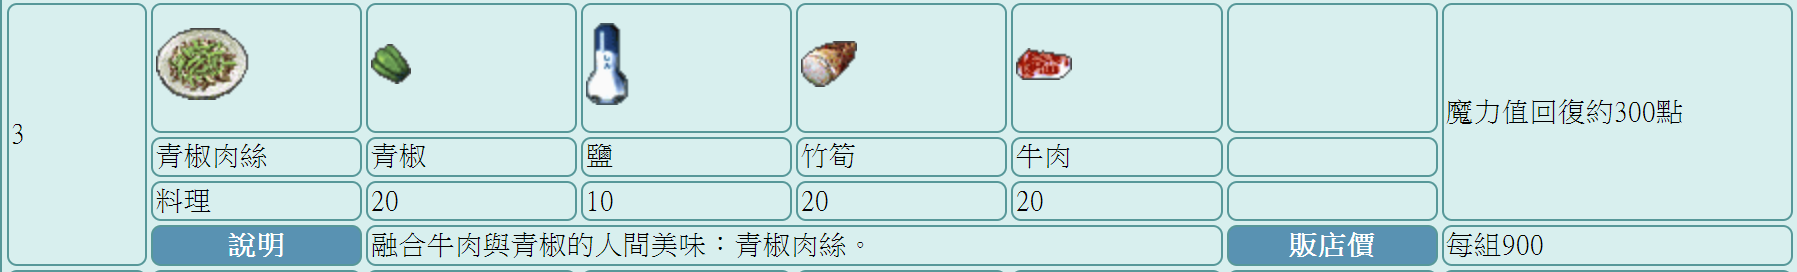 3
魔力值回復約300點
青椒肉絲 青椒 鹽 竹筍 牛肉
料理 20 10 20 20
說明 融合牛肉與青椒的人間美味：青椒肉絲。 販店價 每組900